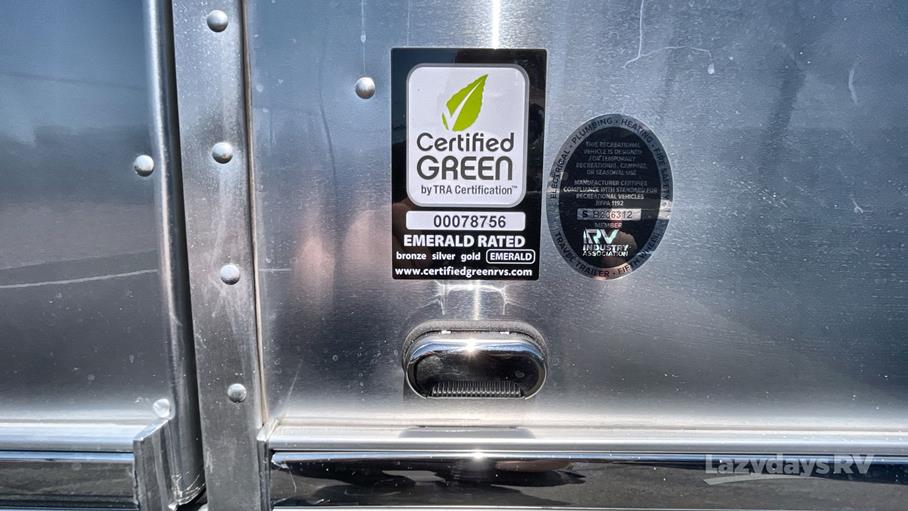 Certified
GREEN
by TRA Certification™
00078756
EMERALD RATED
bronze silver gold EMERALD
www.certifiedgreenrvs.com
ELECTRICAL • PLUMBING • HEATING • FIRE & LIFE
THIS RECREATIONAL
VEHICLE IS DESIGNED
FOR TEMPORARY
RECREATIONAL, CAMPING,
OR SEASONAL USE
MANUFACTURER CERTIFIES
COMPLIANCE WITH STANDARD FOR
RECREATIONAL VEHICLES
NFPA 1192
MEMBER
RV
INDUSTRY
ASSOCIATION
TRAVEL TRAILER • FIFTH WHEEL
LazydaysRV